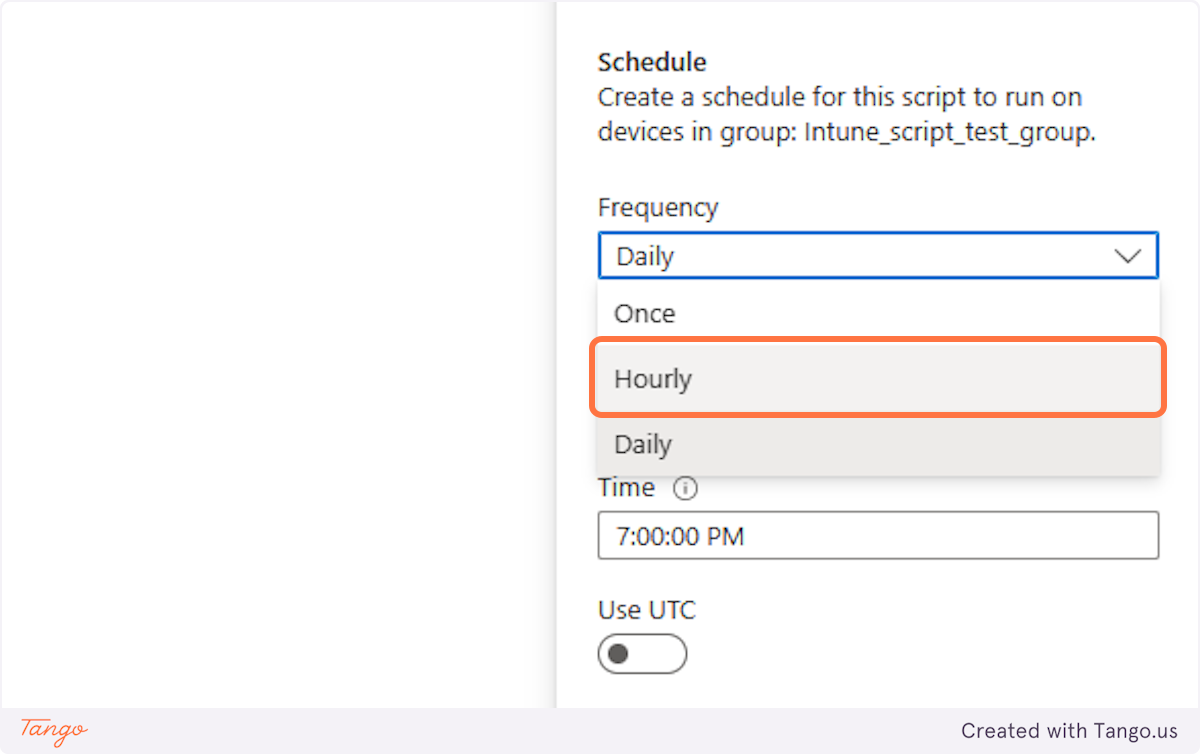 Schedule
Create a schedule for this script to run on
devices in group: Intune_script_test_group.
Frequency
Daily
Once
Hourly
Daily
Time
7:00:00 PM
Use UTC
Tango
Created with Tango.us